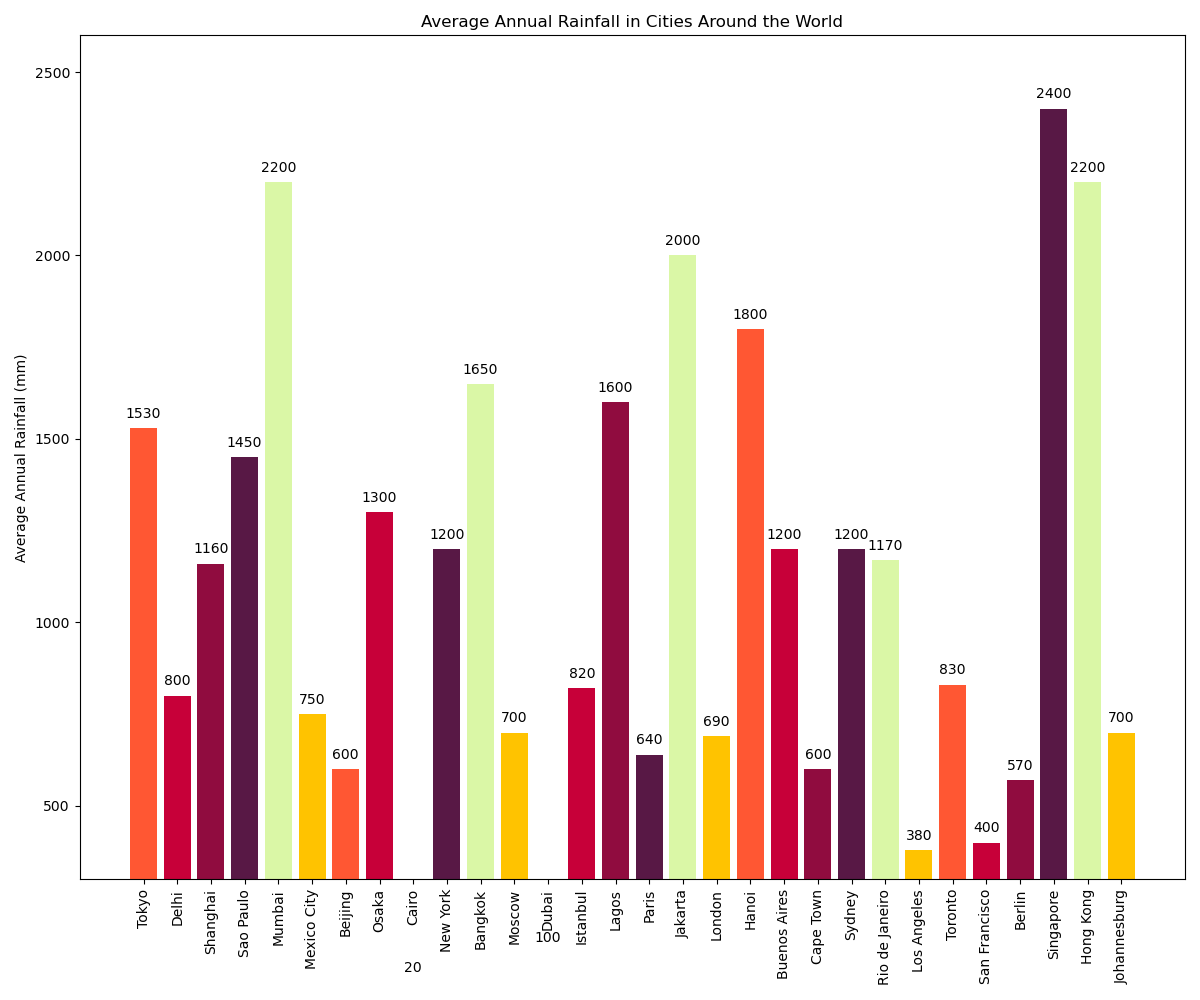 Average Annual Rainfall in Cities Around the World
Average Annual Rainfall (mm)
2500
2000
1500
1000
500
1530
800
1160
1450
2200
750
600
1300
20
1200
1650
700
100
820
1600
640
2000
690
1800
1200
600
1200
1170
380
830
400
570
2400
2200
700
Tokyo
Delhi
Shanghai
Sao Paulo
Mumbai
Mexico City
Beijing
Osaka
Cairo
New York
Bangkok
Moscow
Dubai
Istanbul
Lagos
Paris
Jakarta
London
Hanoi
Buenos Aires
Cape Town
Sydney
Rio de Janeiro
Los Angeles
Toronto
San Francisco
Berlin
Singapore
Hong Kong
Johannesburg